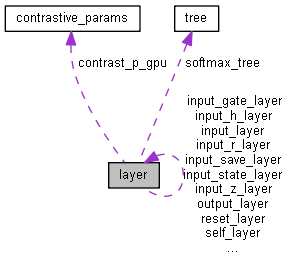 contrastive_params
tree
contrast_p_gpu
softmax_tree
input_gate_layer
input_h_layer
input_layer
input_r_layer
input_save_layer
input_state_layer
input_z_layer
output_layer
reset_layer
self_layer
...
layer